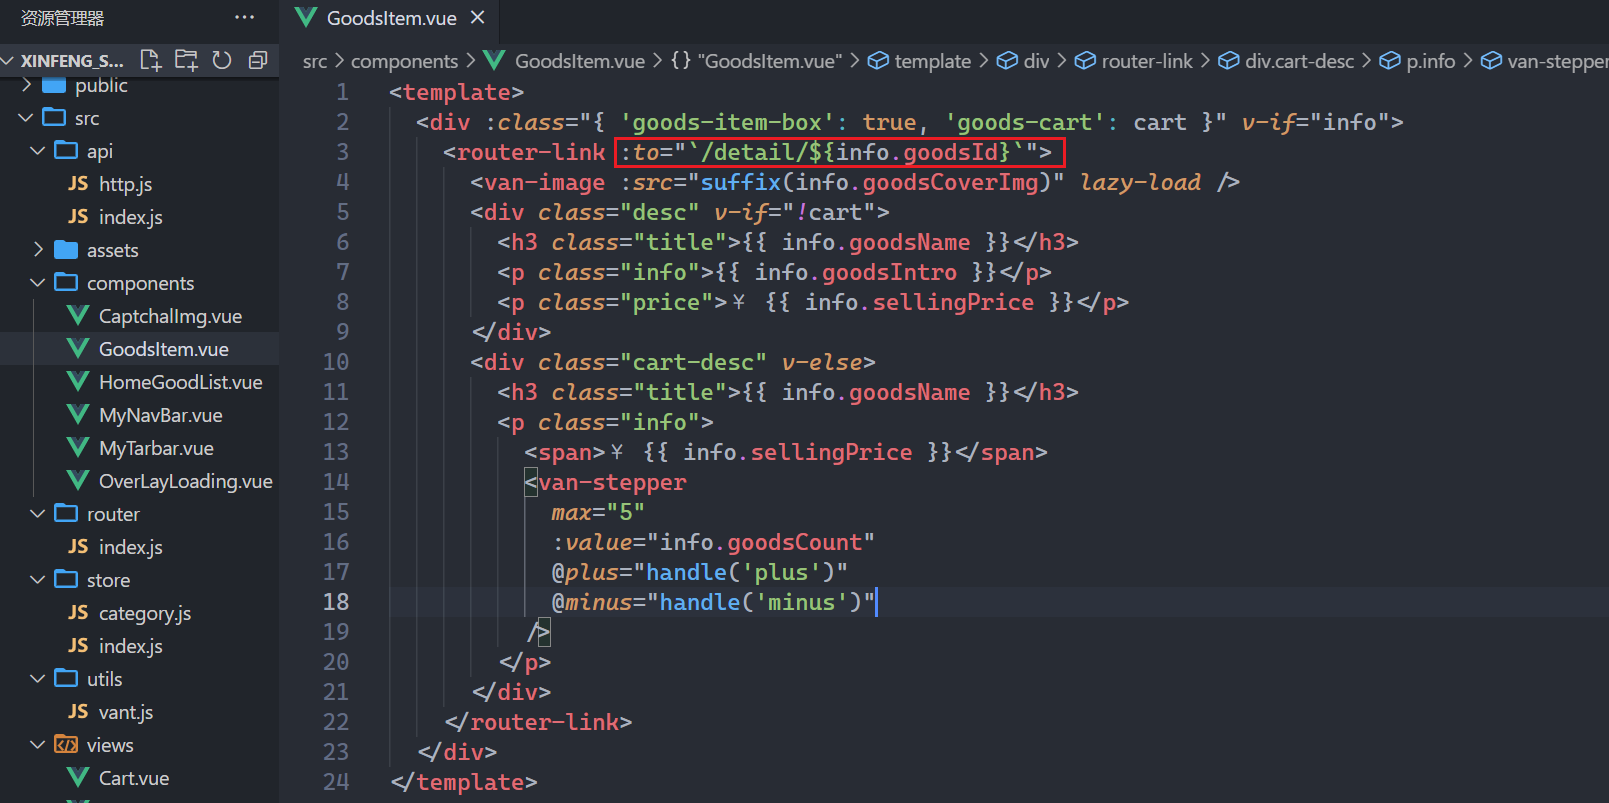 资源管理器 ···
GoodsItem.vue ×
XINFENG_S...
src > components > GoodsItem.vue > {} "GoodsItem.vue" > template > div > router-link > div.cart-desc > p.info > van-stepper
public
src
api
JS http.js
JS index.js
assets
components
CaptchalImg.vue
GoodsItem.vue
HomeGoodList.vue
MyNavBar.vue
MyTarbar.vue
OverLayLoading.vue
router
JS index.js
store
JS category.js
JS index.js
utils
JS vant.js
views
Cart.vue
1 <template>
2 <div :class="{ 'goods-item-box': true, 'goods-cart': cart }" v-if="info">
3 <router-link :to="`/detail/${info.goodsId}`">
4 <van-image :src="suffix(info.goodsCoverImg)" lazy-load />
5 <div class="desc" v-if="!cart">
6 <h3 class="title">{{ info.goodsName }}</h3>
7 <p class="info">{{ info.goodsIntro }}</p>
8 <p class="price">¥ {{ info.sellingPrice }}</p>
9 </div>
10 <div class="cart-desc" v-else>
11 <h3 class="title">{{ info.goodsName }}</h3>
12 <p class="info">
13 <span>¥ {{ info.sellingPrice }}</span>
14 <van-stepper
15 max="5"
16 :value="info.goodsCount"
17 @plus="handle('plus')"
18 @minus="handle('minus')"
19 />
20 </p>
21 </div>
22 </router-link>
23 </div>
24 </template>